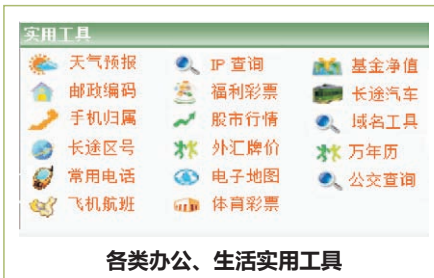 实用工具
天气预报 IP 查询 基金净值
邮政编码 福利彩票 长途汽车
手机归属 股市行情 域名工具
长途区号 外汇牌价 万年历
常用电话 电子地图 公交查询
飞机航班 体育彩票
各类办公、生活实用工具